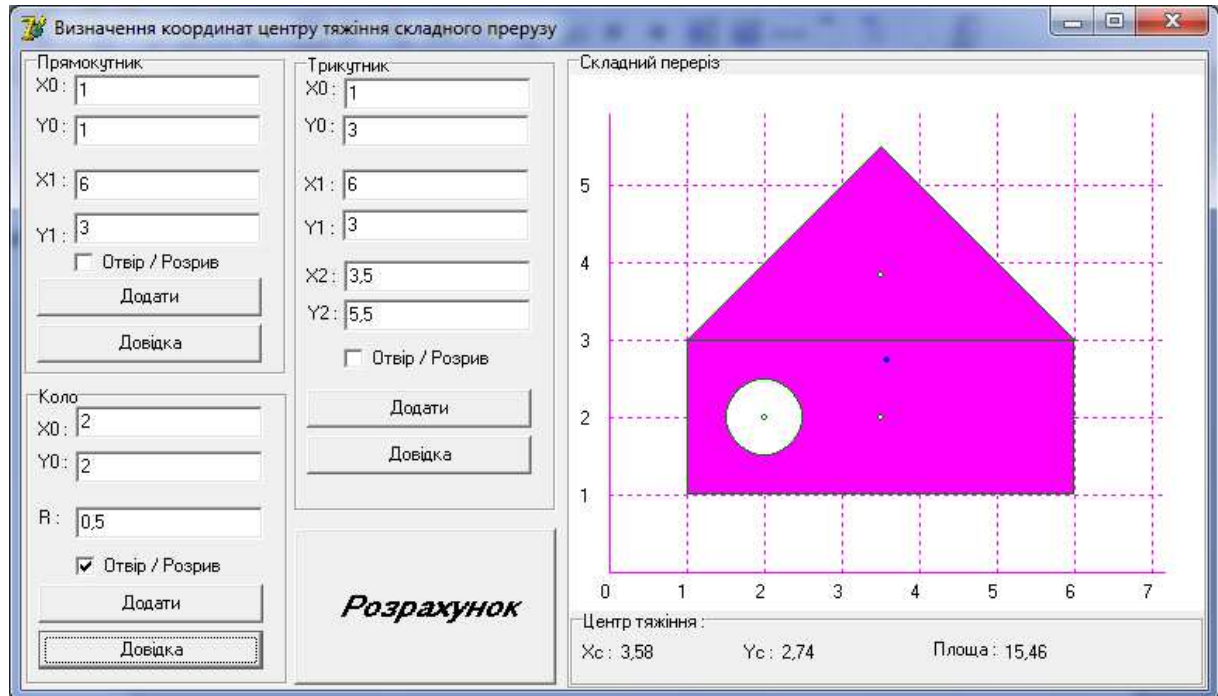 Визначення координат центру тяжіння складного прерузу
Прямокутник
X0 : 1
Y0 : 1
X1 : 6
Y1 : 3
Отвір / Розрив
Додати
Довідка
Коло
X0 : 2
Y0 : 2
R : 0,5
Отвір / Розрив
Додати
Довідка
Трикутник
X0 : 1
Y0 : 3
X1 : 6
Y1 : 3
X2 : 3,5
Y2 : 5,5
Отвір / Розрив
Додати
Довідка
Розрахунок
Складний переріз
5
4
3
2
1
0 1 2 3 4 5 6 7
Центр тяжіння :
Xc : 3,58 Yc : 2,74 Площа : 15,46